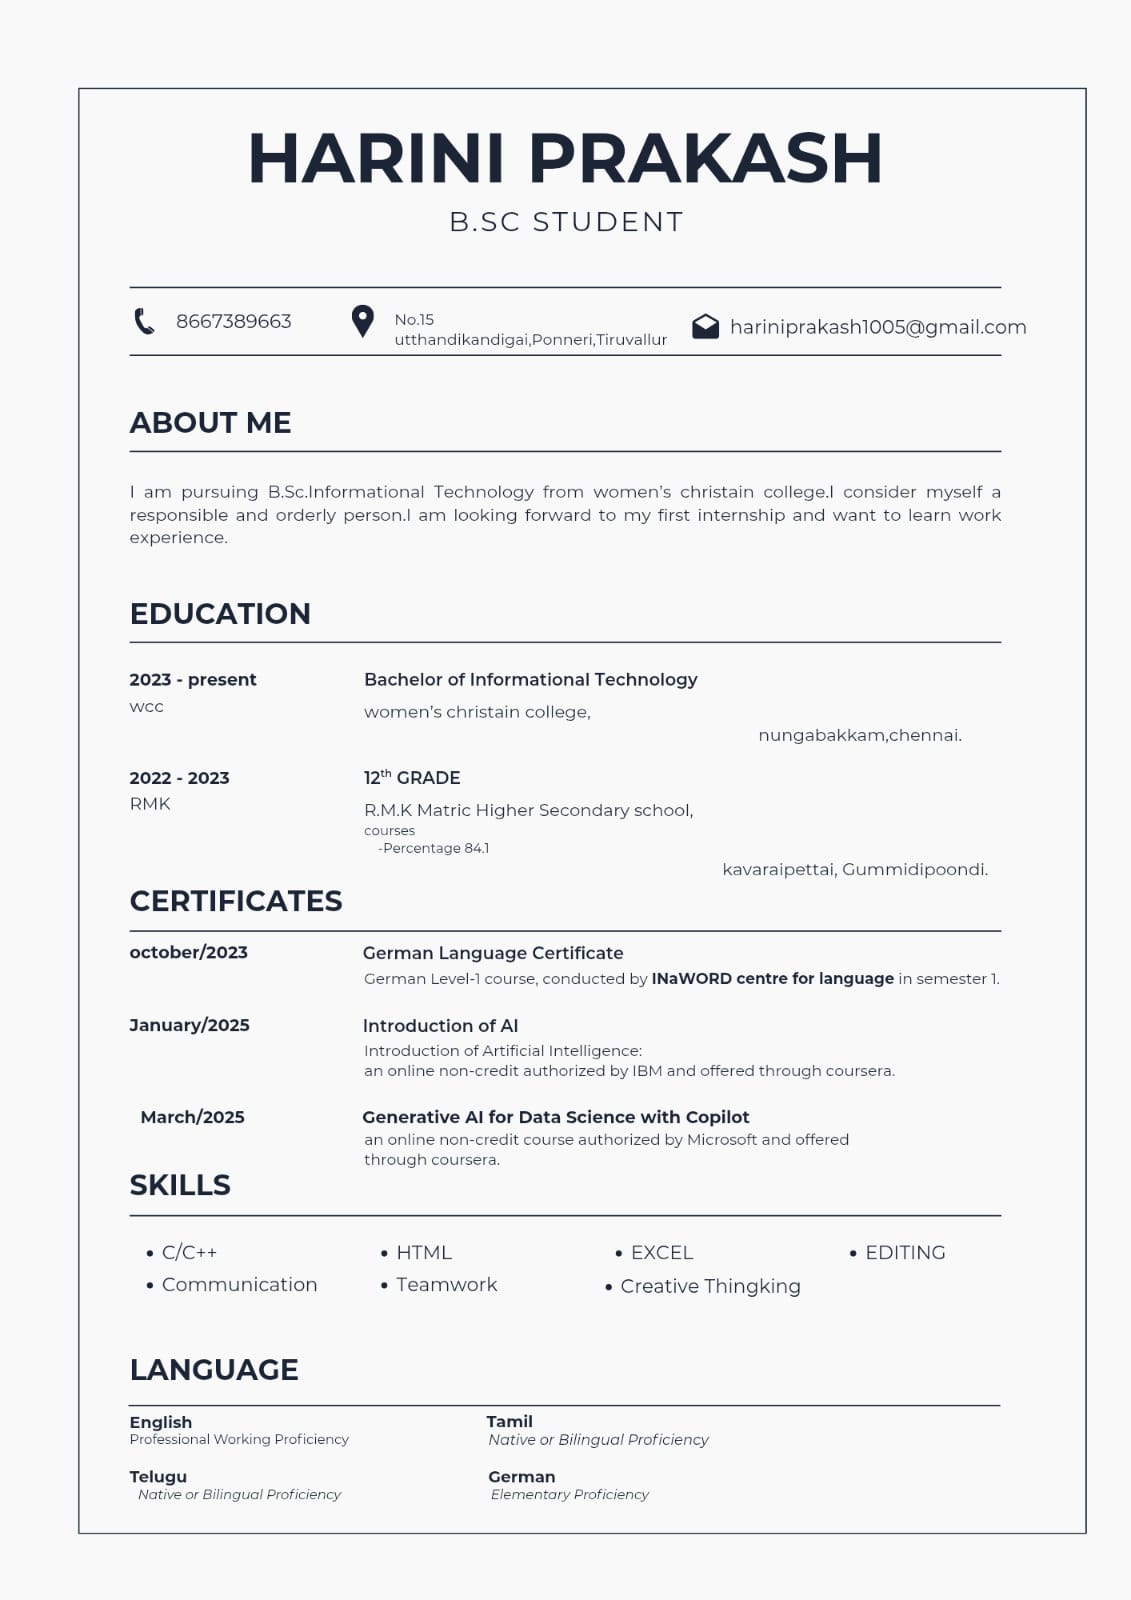 HARINI PRAKASH
B.SC STUDENT
8667389663
No.15
utthandikandigai,Ponneri,Tiruvallur
hariniprakash1005@gmail.com
ABOUT ME
I am pursuing B.Sc.Informational Technology from women's christain college.I consider myself a
responsible and orderly person.I am looking forward to my first internship and want to learn work
experience.
EDUCATION
2023 - present
wcc
Bachelor of Informational Technology
women's christain college,
nungabakkam,chennai.
2022 - 2023
RMK
12th GRADE
R.M.K Matric Higher Secondary school,
courses
-Percentage 84.1
kavaraipettai, Gummidipoondi.
CERTIFICATES
october/2023
German Language Certificate
German Level-1 course, conducted by INaWORD centre for language in semester 1.
January/2025
Introduction of AI
Introduction of Artificial Intelligence:
an online non-credit authorized by IBM and offered through coursera.
March/2025
Generative AI for Data Science with Copilot
an online non-credit course authorized by Microsoft and offered
through coursera.
SKILLS
• C/C++
• HTML
• EXCEL
• EDITING
• Communication
• Teamwork
• Creative Thingking
LANGUAGE
English
Professional Working Proficiency
Tamil
Native or Bilingual Proficiency
Telugu
Native or Bilingual Proficiency
German
Elementary Proficiency